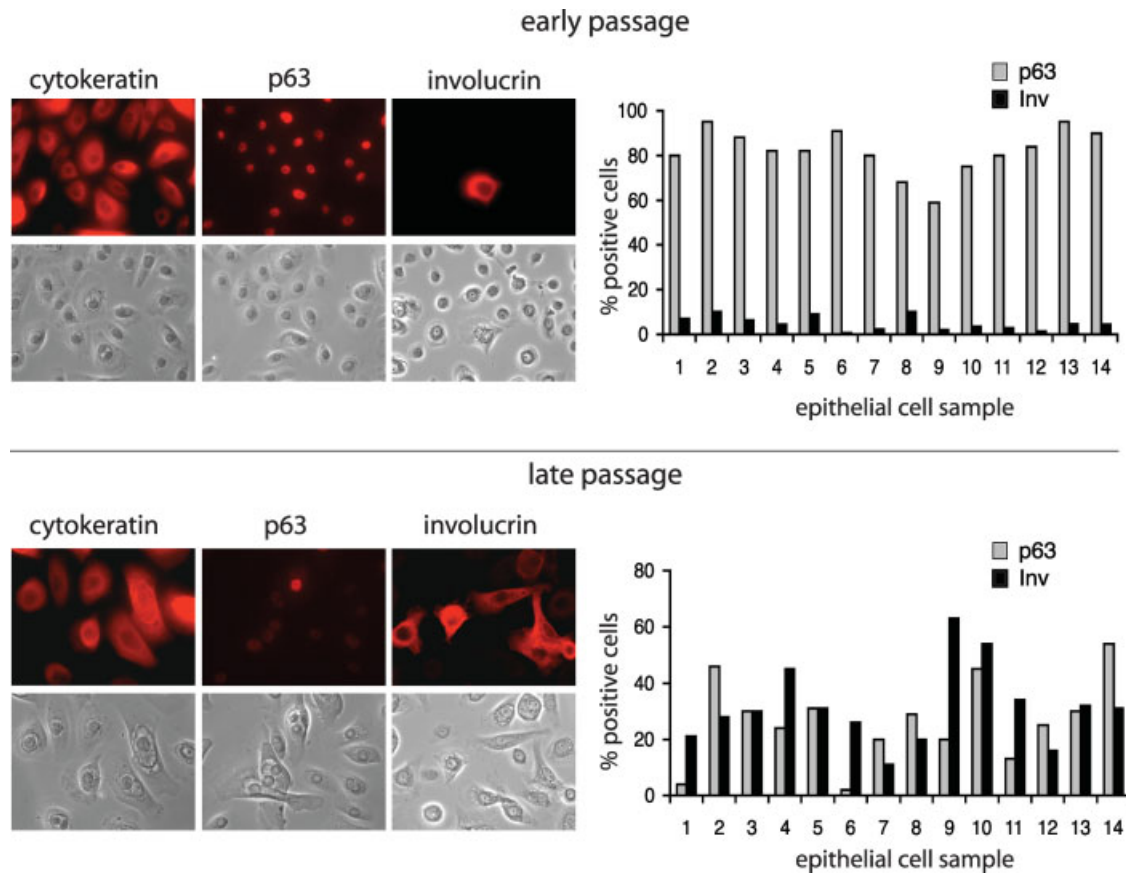 early passage
cytokeratin p63 involucrin
p63
Inv
100
80
60
40
20
0
% positive cells
1 2 3 4 5 6 7 8 9 10 11 12 13 14
epithelial cell sample
late passage
cytokeratin p63 involucrin
p63
Inv
80
60
40
20
0
% positive cells
1 2 3 4 5 6 7 8 9 10 11 12 13 14
epithelial cell sample